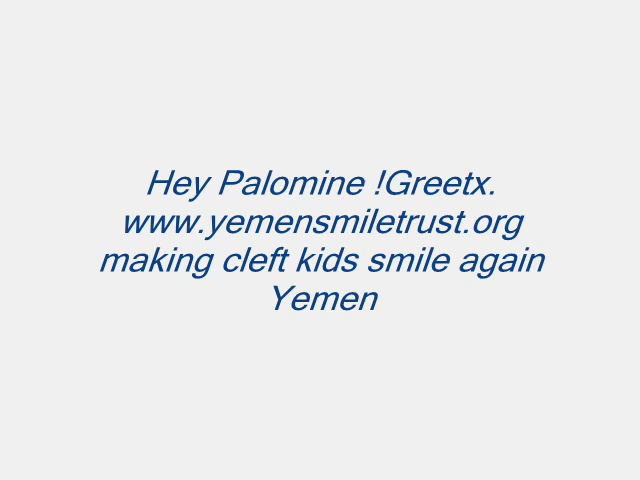 Hey Palomine !Greetx.
www.yemensmiletrust.org
making cleft kids smile again
Yemen